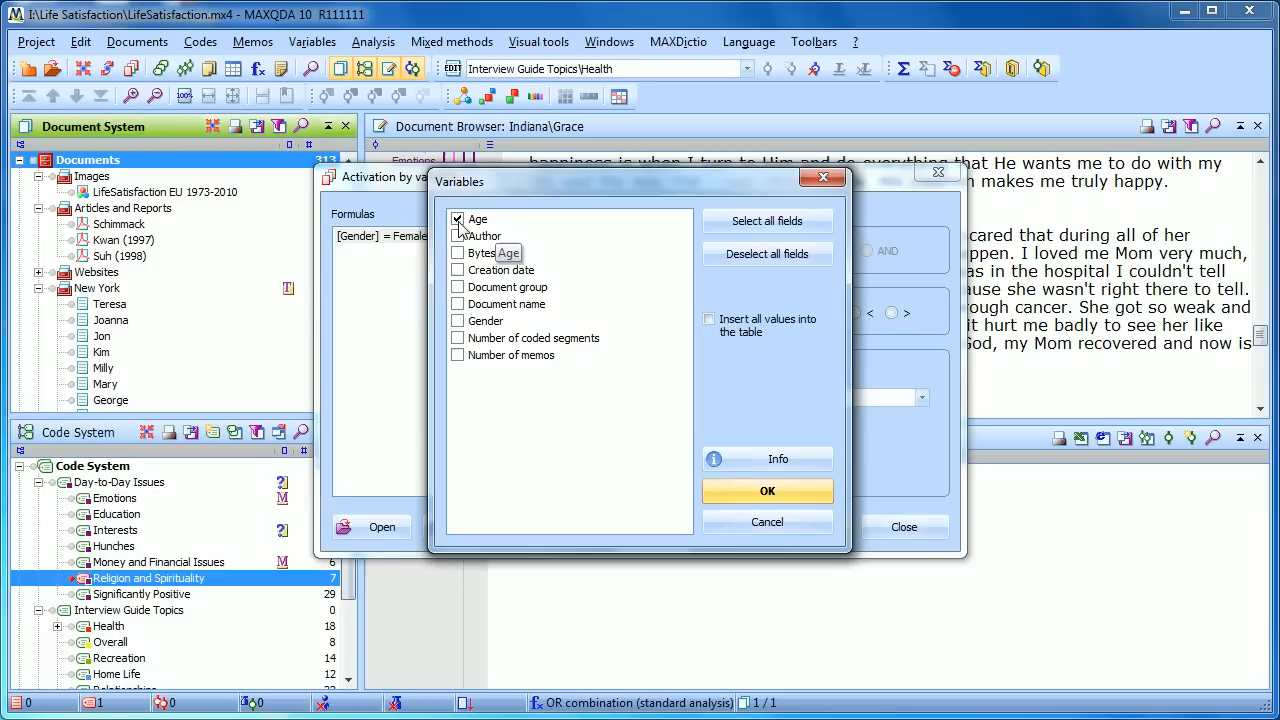 I:\Life Satisfaction\LifeSatisfaction.mx4 - MAXQDA 10 R111111
Project Edit Documents Codes Memos Variables Analysis Mixed methods Visual tools Windows MAXDictio Language Toolbars ?
EDIT Interview Guide Topics\Health
100%
Document System
Document Browser: Indiana\Grace
Documents 313
Images
LifeSatisfaction EU 1973-2010
Articles and Reports
Schimmack
Kwan (1997)
Suh (1998)
Websites
New York
Teresa
Joanna
Jon
Kim
Milly
Mary
George
Emotions
happiness is when I turn to Him and do everything that He wants me to do with my
n makes me truly happy.
cared that during all of her
ppen. I loved me Mom very much,
as in the hospital I couldn't tell
cause she wasn't right there to tell.
rough cancer. She got so weak and
it hurt me badly to see her like
God, my Mom recovered and now is
Activation by va
Formulas
[Gender] = Female
AND
< >
Open
Close
Variables
Age
Author
Bytes
Age
Creation date
Document group
Document name
Gender
Number of coded segments
Number of memos
Select all fields
Deselect all fields
Insert all values into
the table
Info
OK
Cancel
Code System
Code System
Day-to-Day Issues
Emotions
Education
Interests
Hunches
Money and Financial Issues 6
Religion and Spirituality 7
Significantly Positive 29
Interview Guide Topics 0
Health 18
Overall 8
Recreation 14
Home Life 12
0 1 0 0 OR combination (standard analysis) 1 / 1